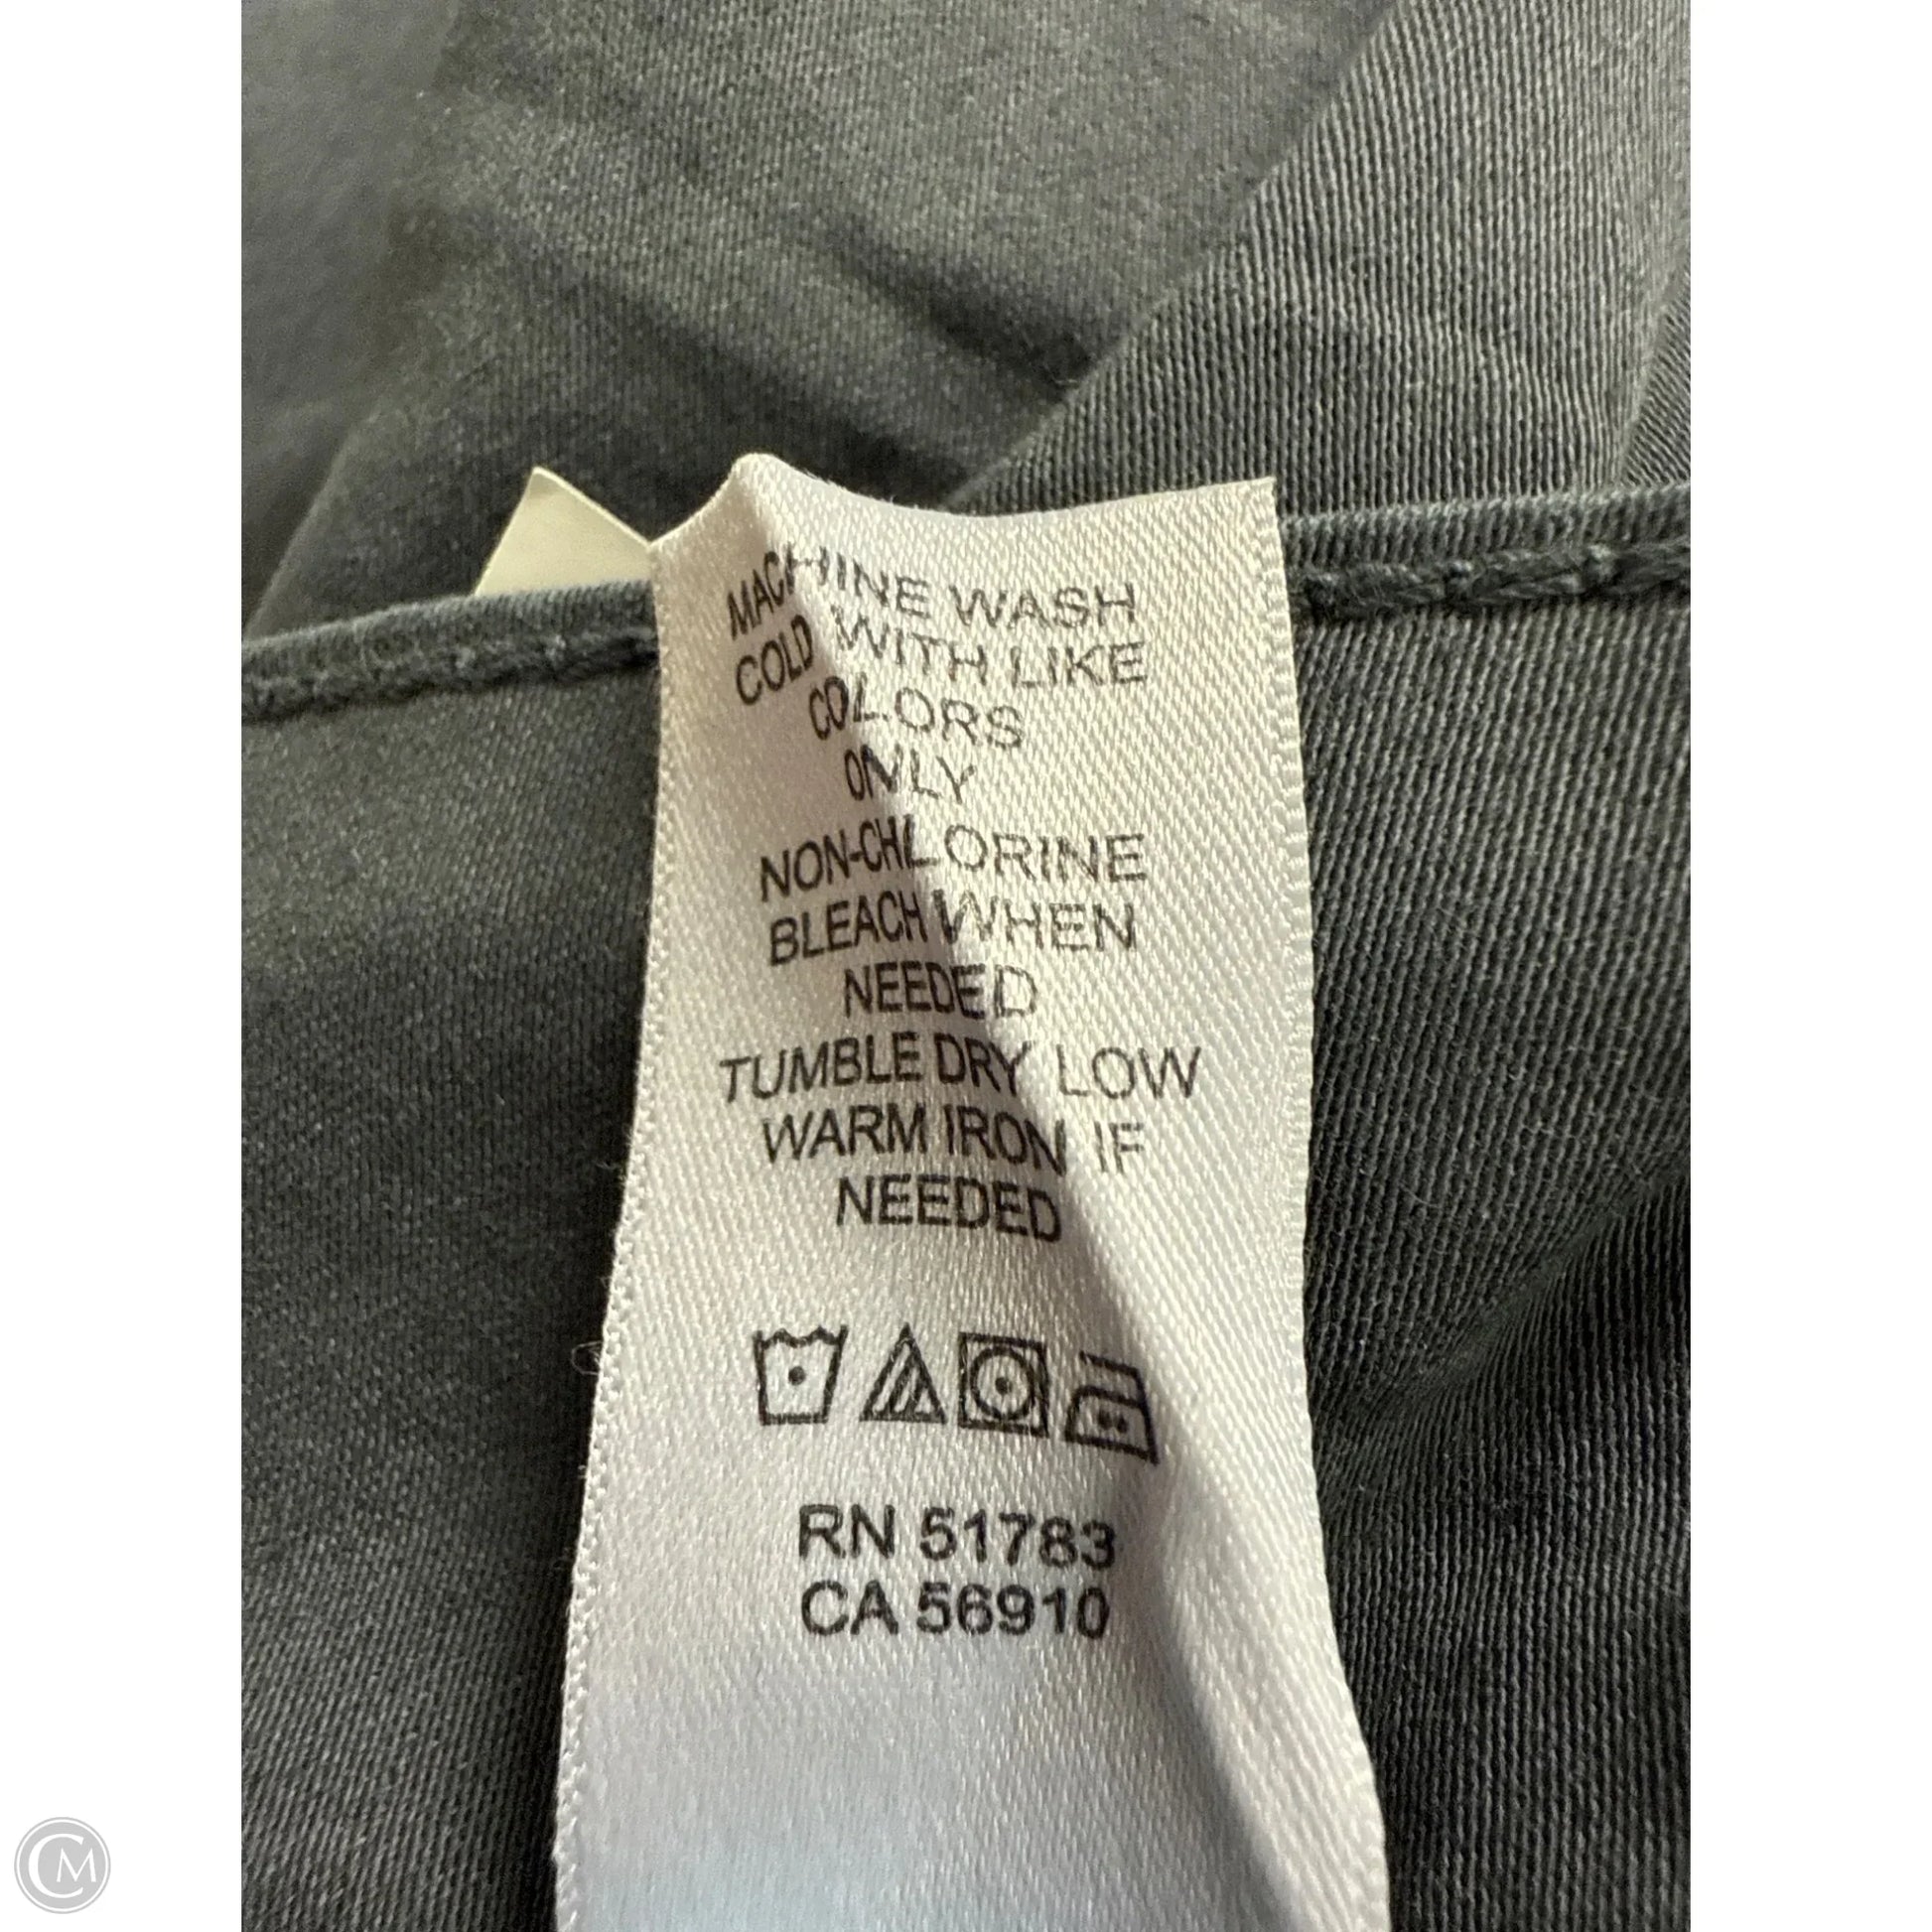 MACHINE WASH
COLD WITH LIKE
COLORS
ONLY
NON-CHLORINE
BLEACH WHEN
NEEDED
TUMBLE DRY LOW
WARM IRON IF
NEEDED
RN 51783
CA 56910
CM